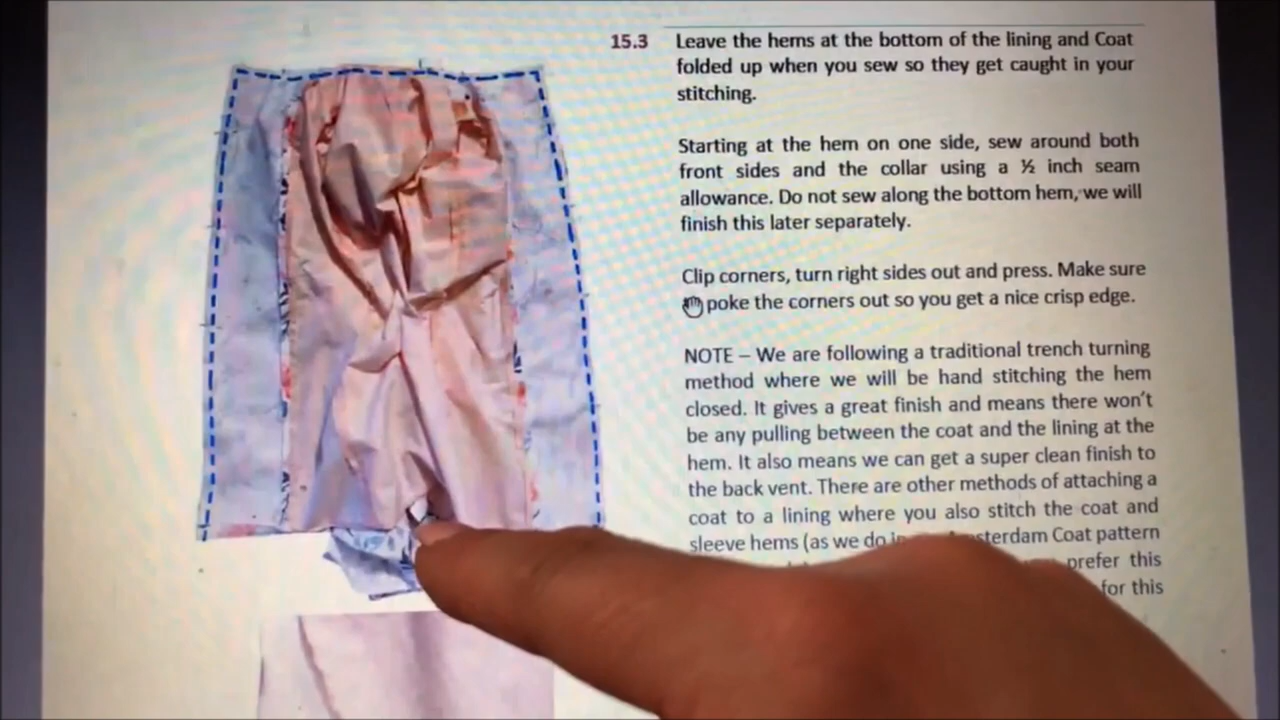 15.3 Leave the hems at the bottom of the lining and Coat
folded up when you sew so they get caught in your
stitching.
Starting at the hem on one side, sew around both
front sides and the collar using a ½ inch seam
allowance. Do not sew along the bottom hem, we will
finish this later separately.
Clip corners, turn right sides out and press. Make sure
poke the corners out so you get a nice crisp edge.
NOTE – We are following a traditional trench turning
method where we will be hand stitching the hem
closed. It gives a great finish and means there won't
be any pulling between the coat and the lining at the
hem. It also means we can get a super clean finish to
the back vent. There are other methods of attaching a
coat to a lining where you also stitch the coat and
sleeve hems (as we do Coat pattern
prefer this
for this